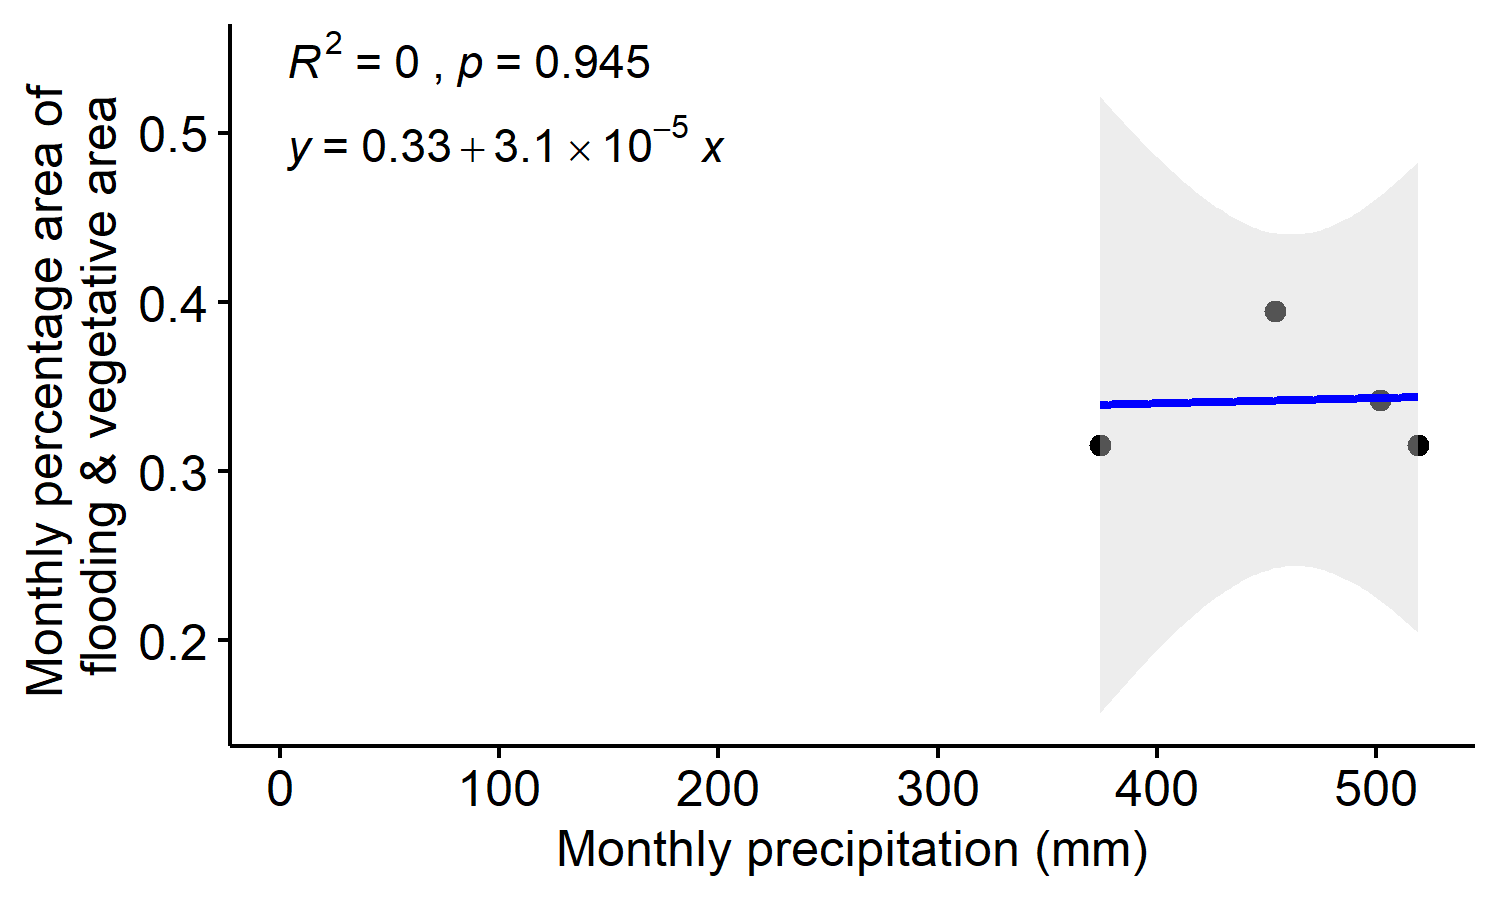 R² = 0 , p = 0.945
y = 0.33 + 3.1 × 10⁻⁵ x
Monthly percentage area of
flooding & vegetative area
0.5
0.4
0.3
0.2
0 100 200 300 400 500
Monthly precipitation (mm)